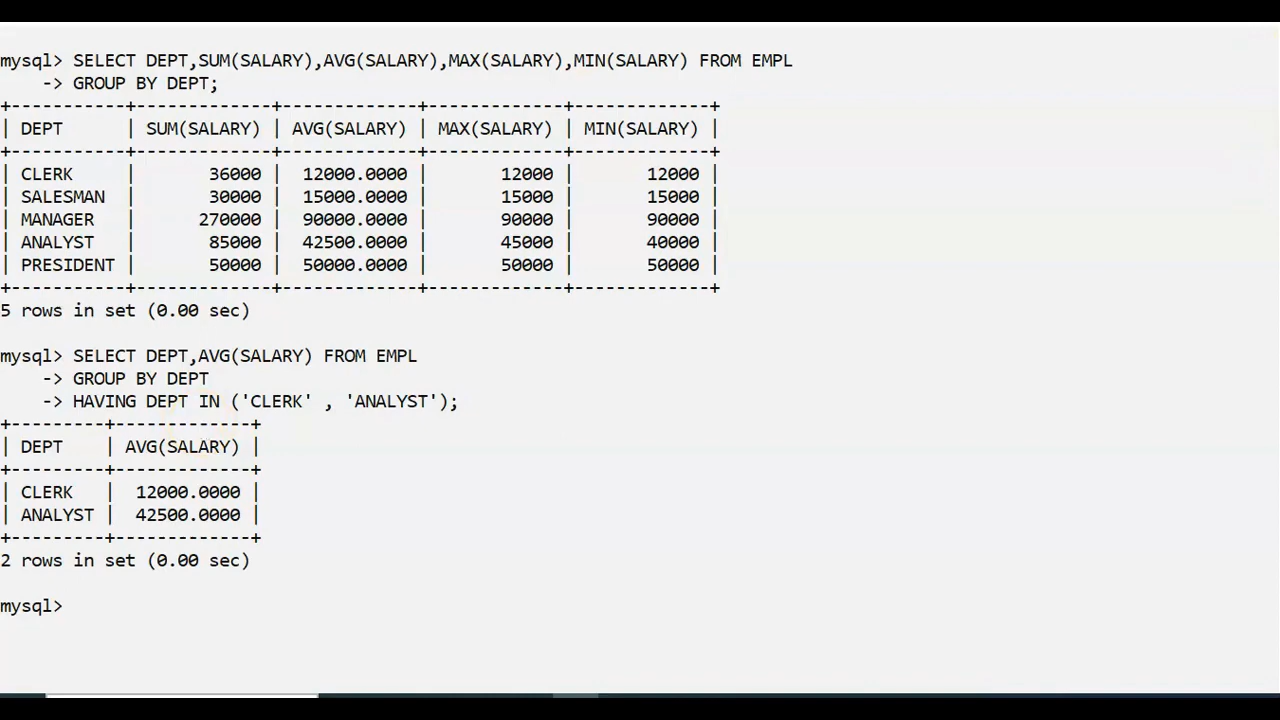 mysql> SELECT DEPT,SUM(SALARY),AVG(SALARY),MAX(SALARY),MIN(SALARY) FROM EMPL
    -> GROUP BY DEPT;
+-----------+-------------+-------------+-------------+-------------+
| DEPT      | SUM(SALARY) | AVG(SALARY) | MAX(SALARY) | MIN(SALARY) |
+-----------+-------------+-------------+-------------+-------------+
| CLERK     |       36000 |  12000.0000 |       12000 |       12000 |
| SALESMAN  |       30000 |  15000.0000 |       15000 |       15000 |
| MANAGER   |      270000 |  90000.0000 |       90000 |       90000 |
| ANALYST   |       85000 |  42500.0000 |       45000 |       40000 |
| PRESIDENT |       50000 |  50000.0000 |       50000 |       50000 |
+-----------+-------------+-------------+-------------+-------------+
5 rows in set (0.00 sec)

mysql> SELECT DEPT,AVG(SALARY) FROM EMPL
    -> GROUP BY DEPT
    -> HAVING DEPT IN ('CLERK' , 'ANALYST');
+---------+-------------+
| DEPT    | AVG(SALARY) |
+---------+-------------+
| CLERK   |  12000.0000 |
| ANALYST |  42500.0000 |
+---------+-------------+
2 rows in set (0.00 sec)

mysql>